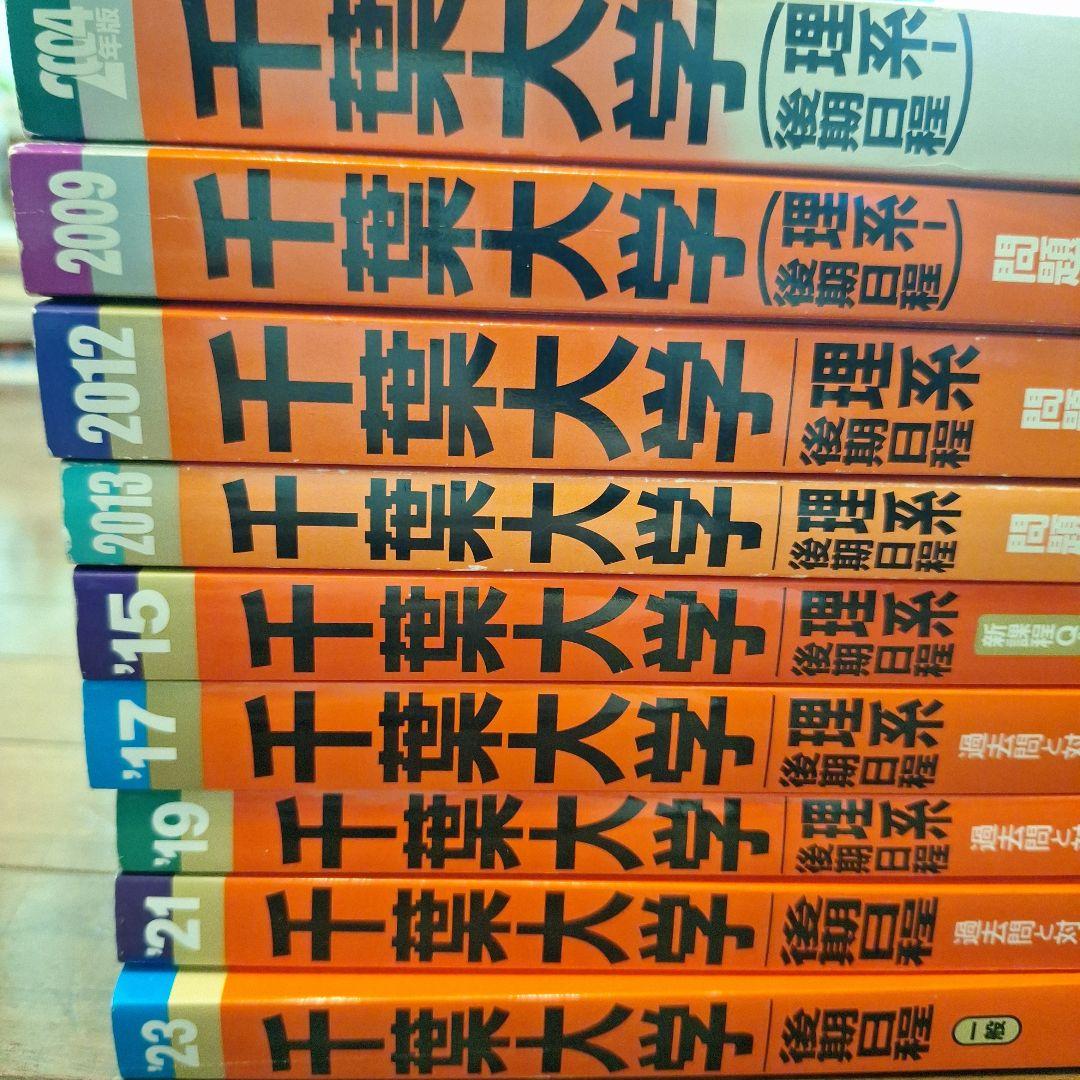 2004年版 千葉大学 (理系-後期日程)
2009 千葉大学 (理系-後期日程) 問題
2012 千葉大学 理系 後期日程 問題
2013 千葉大学 理系 後期日程 問題
'15 千葉大学 理系 後期日程 新課程
'17 千葉大学 理系 後期日程 過去問と対
'19 千葉大学 理系 後期日程 過去問と対
'21 千葉大学 後期日程 過去問と対
'23 千葉大学 後期日程 一般